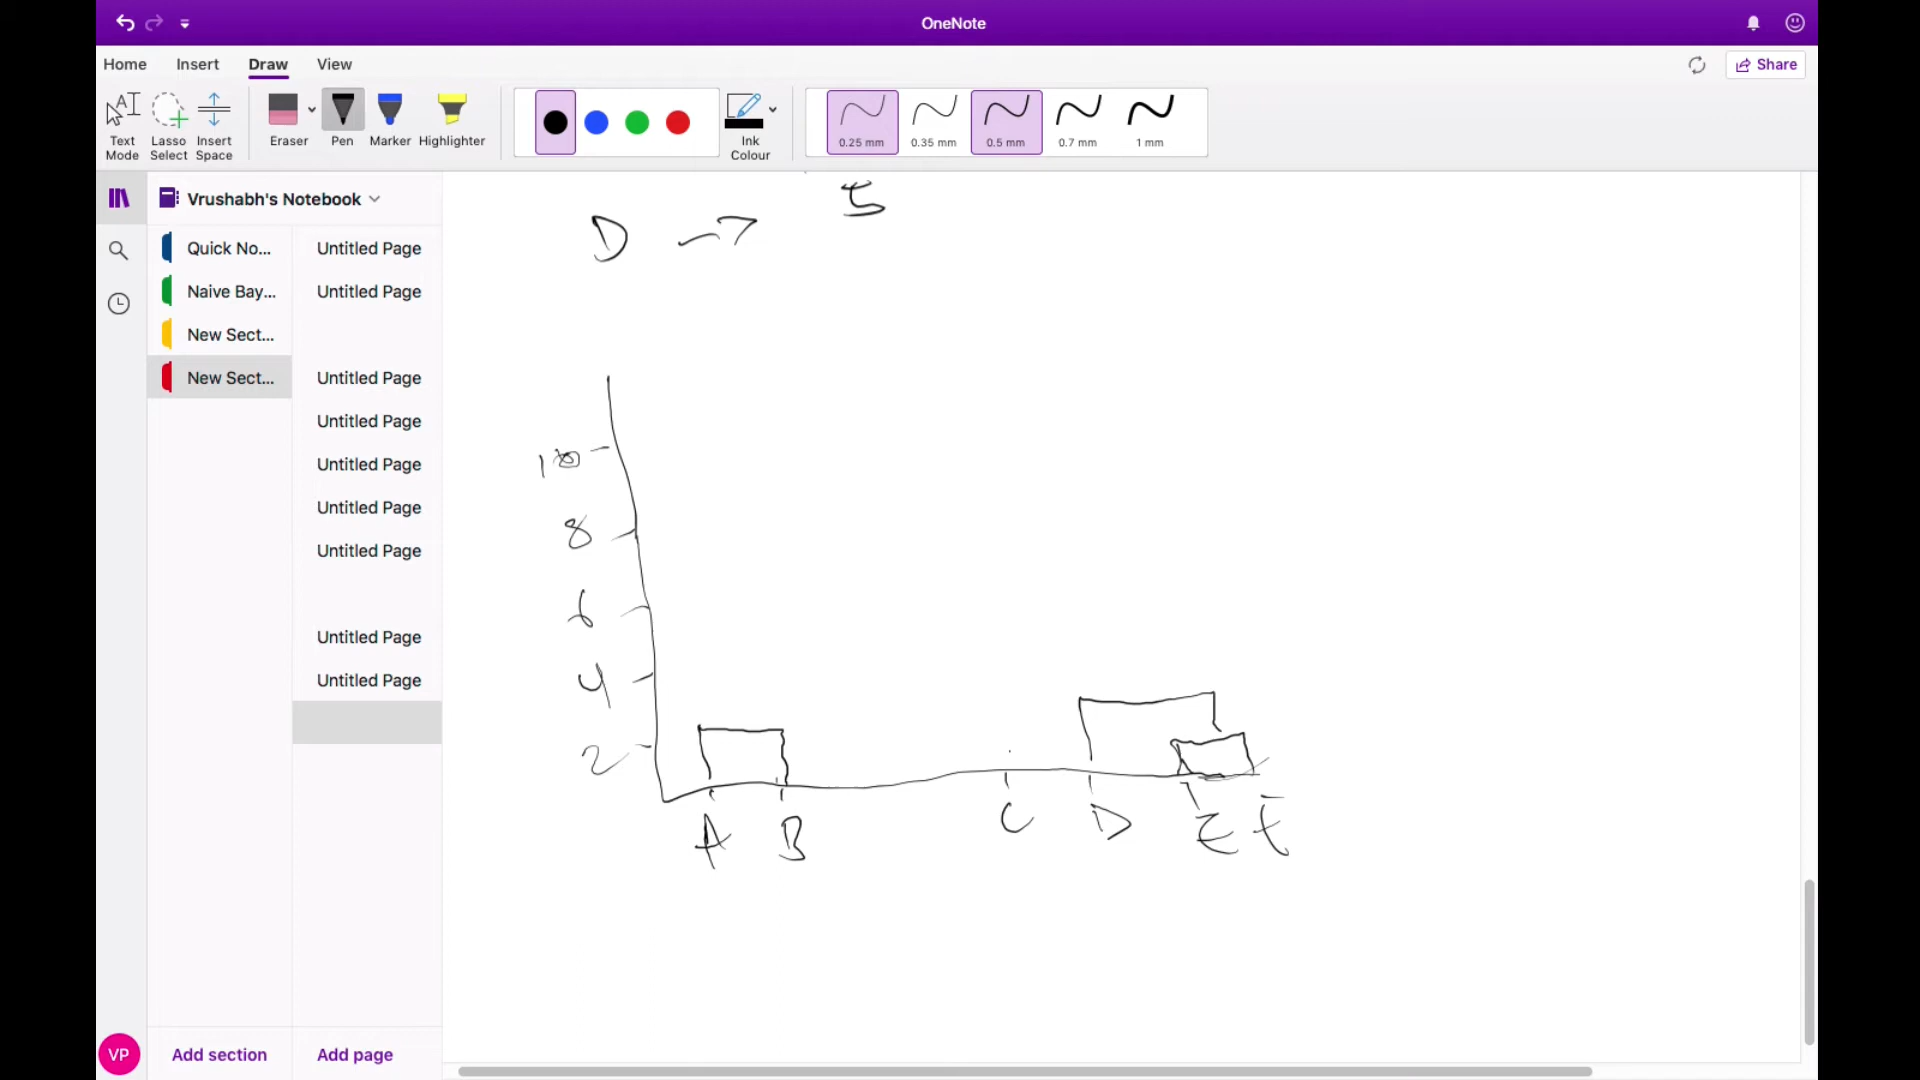 OneNote
Home Insert Draw View
Share
Text Mode
Lasso Select
Insert Space
Eraser
Pen
Marker
Highlighter
Ink Colour
0.25 mm
0.35 mm
0.5 mm
0.7 mm
1 mm
Vrushabh's Notebook
Quick No...
Naive Bay...
New Sect...
New Sect...
Untitled Page
Untitled Page
Untitled Page
Untitled Page
Untitled Page
Untitled Page
Untitled Page
Untitled Page
Untitled Page
D →
10
8
6
4
2
A B C D E F
VP
Add section
Add page